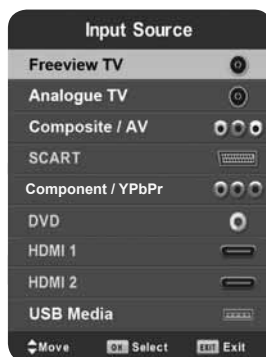 Input Source
Freeview TV
Analogue TV
Composite / AV
SCART
Component / YPbPr
DVD
HDMI 1
HDMI 2
USB Media
Move OK Select EXIT Exit